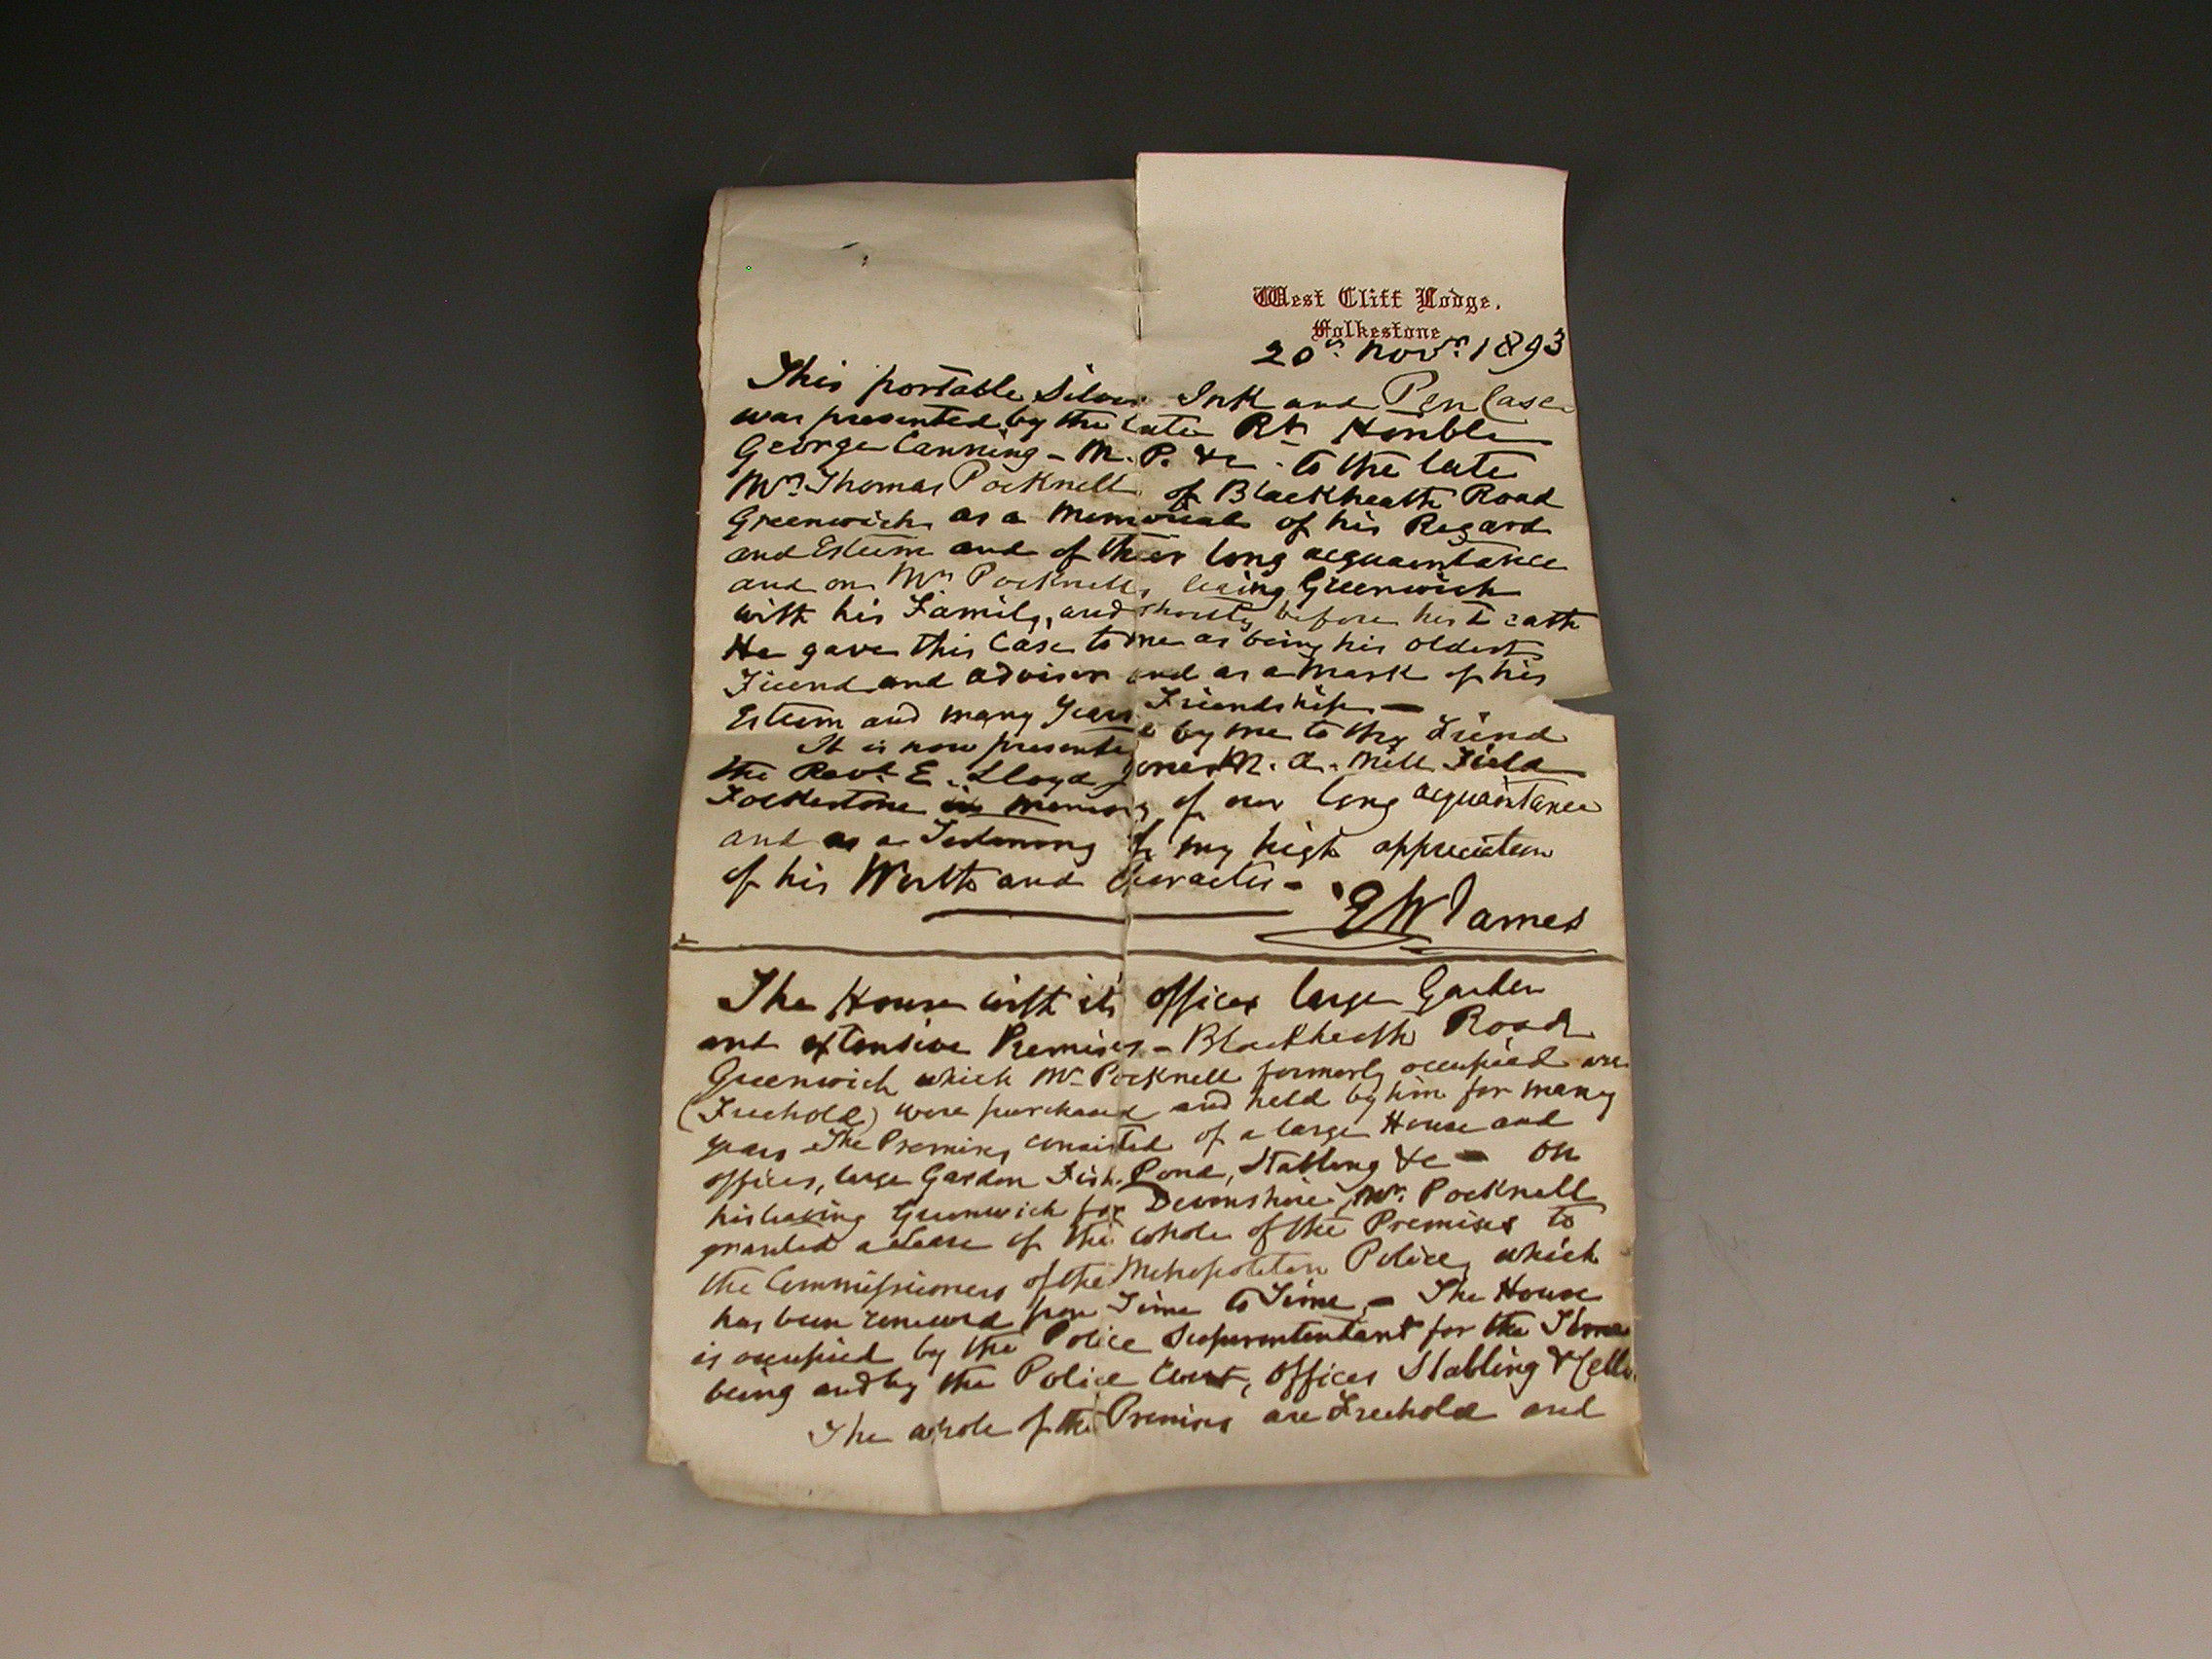 West Cliff Lodge.
Folkestone
20th Novr. 1893
This portable Silver Ink and Pen Case
was presented by the late Rt Honble
George Canning - M.P. &c - to the late
Mr. Thomas Pocknell of Blackheath Road
Greenwich as a Memorial of his Regard
and Esteem and of their long acquaintance
and on Mr Pocknells leaving Greenwich
with his Family, and shortly before his Death
He gave this Case to me as being his oldest
Friend and adviser and as a Mark of his
Esteem and many Years Friendship -
It is now presented by me to my Friend
the Revd. E. Lloyd Jones M.A. Mill Field
Folkestone in memory of our long acquaintance
and as a Testimony of my high appreciation
of his Worth and Character -
E W James
The House with its offices large Garden
and extensive Premises - Blackheath Road
Greenwich which Mr Pocknell formerly occupied are
(Freehold) were purchased and held by him for many
years - The Premises consisted of a large House and
offices, large Garden Fish Pond, Stabling &c - On
his leaving Greenwich for Devonshire, Mr. Pocknell
granted a Lease of the whole of the Premises to
the Commissioners of the Metropolitan Police, which
has been renewed from Time to Time, - The House
is occupied by the Police Superintendant for the Time
being and by the Police Court, Offices Stabling & Cells.
The whole of the Premises are Freehold and